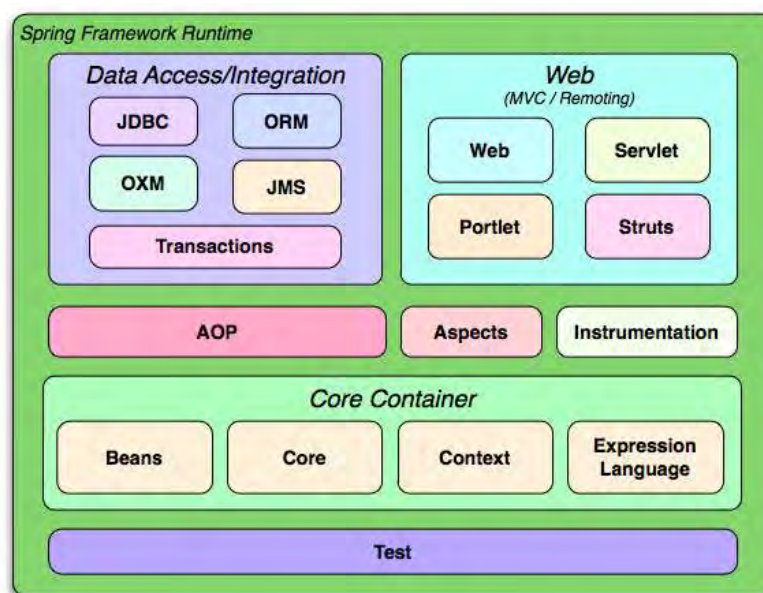 Spring Framework Runtime
Data Access/Integration
JDBC
ORM
OXM
JMS
Transactions
Web
(MVC / Remoting)
Web
Servlet
Portlet
Struts
AOP
Aspects
Instrumentation
Core Container
Beans
Core
Context
Expression
Language
Test